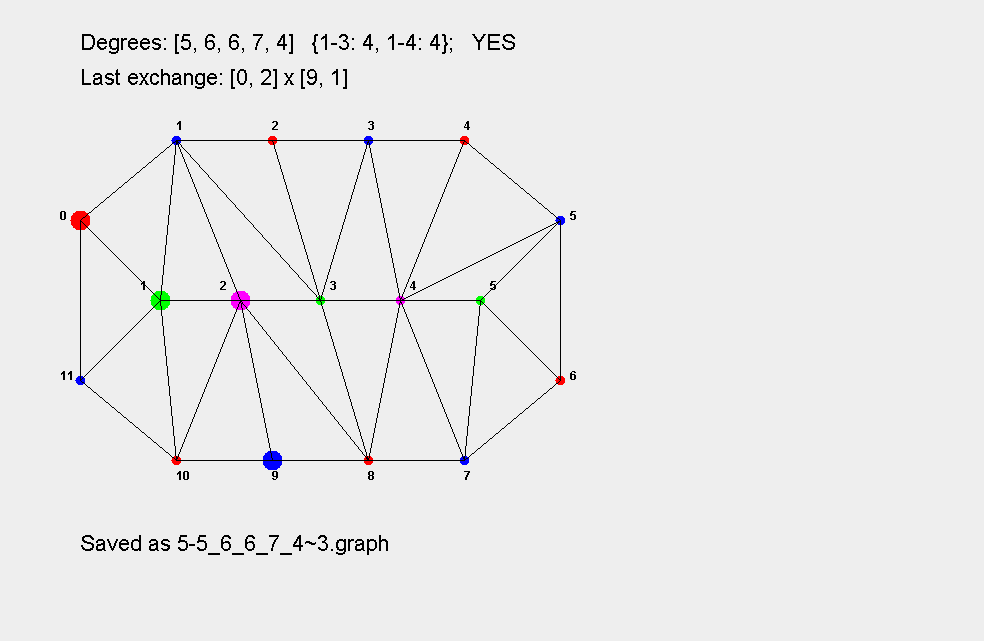 Degrees: [5, 6, 6, 7, 4] {1-3: 4, 1-4: 4}; YES
Last exchange: [0, 2] x [9, 1]
1 2 3 4
0 5
1 2 3 4 5
11 6
10 9 8 7
Saved as 5-5_6_6_7_4~3.graph